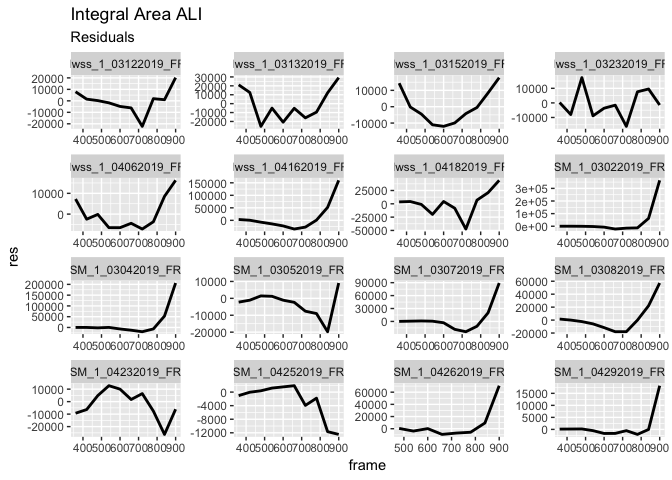 Integral Area ALI
Residuals
wss_1_03122019_FF wss_1_03132019_FF wss_1_03152019_FF wss_1_03232019_FF
20000 10000 0 -10000 -20000
30000 20000 10000 0 -10000 -20000
10000 0 -10000
10000 0 -10000
400500600700800900 400500600700800900 400500600700800900 400500600700800900
wss_1_04062019_FF wss_1_04162019_FF wss_1_04182019_FF SM_1_03022019_FR
10000 0
150000 100000 50000 0
25000 0 -25000 -50000
3e+05 2e+05 1e+05 0e+00
400500600700800900 400500600700800900 400500600700800900 400500600700800900
SM_1_03042019_FR SM_1_03052019_FR SM_1_03072019_FR SM_1_03082019_FR
200000 150000 100000 50000 0
10000 0 -10000 -20000
90000 60000 30000 0
60000 40000 20000 0 -20000
400500600700800900 400500600700800900 400500600700800900 400500600700800900
SM_1_04232019_FR SM_1_04252019_FR SM_1_04262019_FR SM_1_04292019_FR
10000 0 -10000 -20000
0 -4000 -8000 -12000
60000 40000 20000 0
15000 10000 5000 0
400500600700800900 400500600700800900 500 600 700 800 900 400500600700800900
res
frame